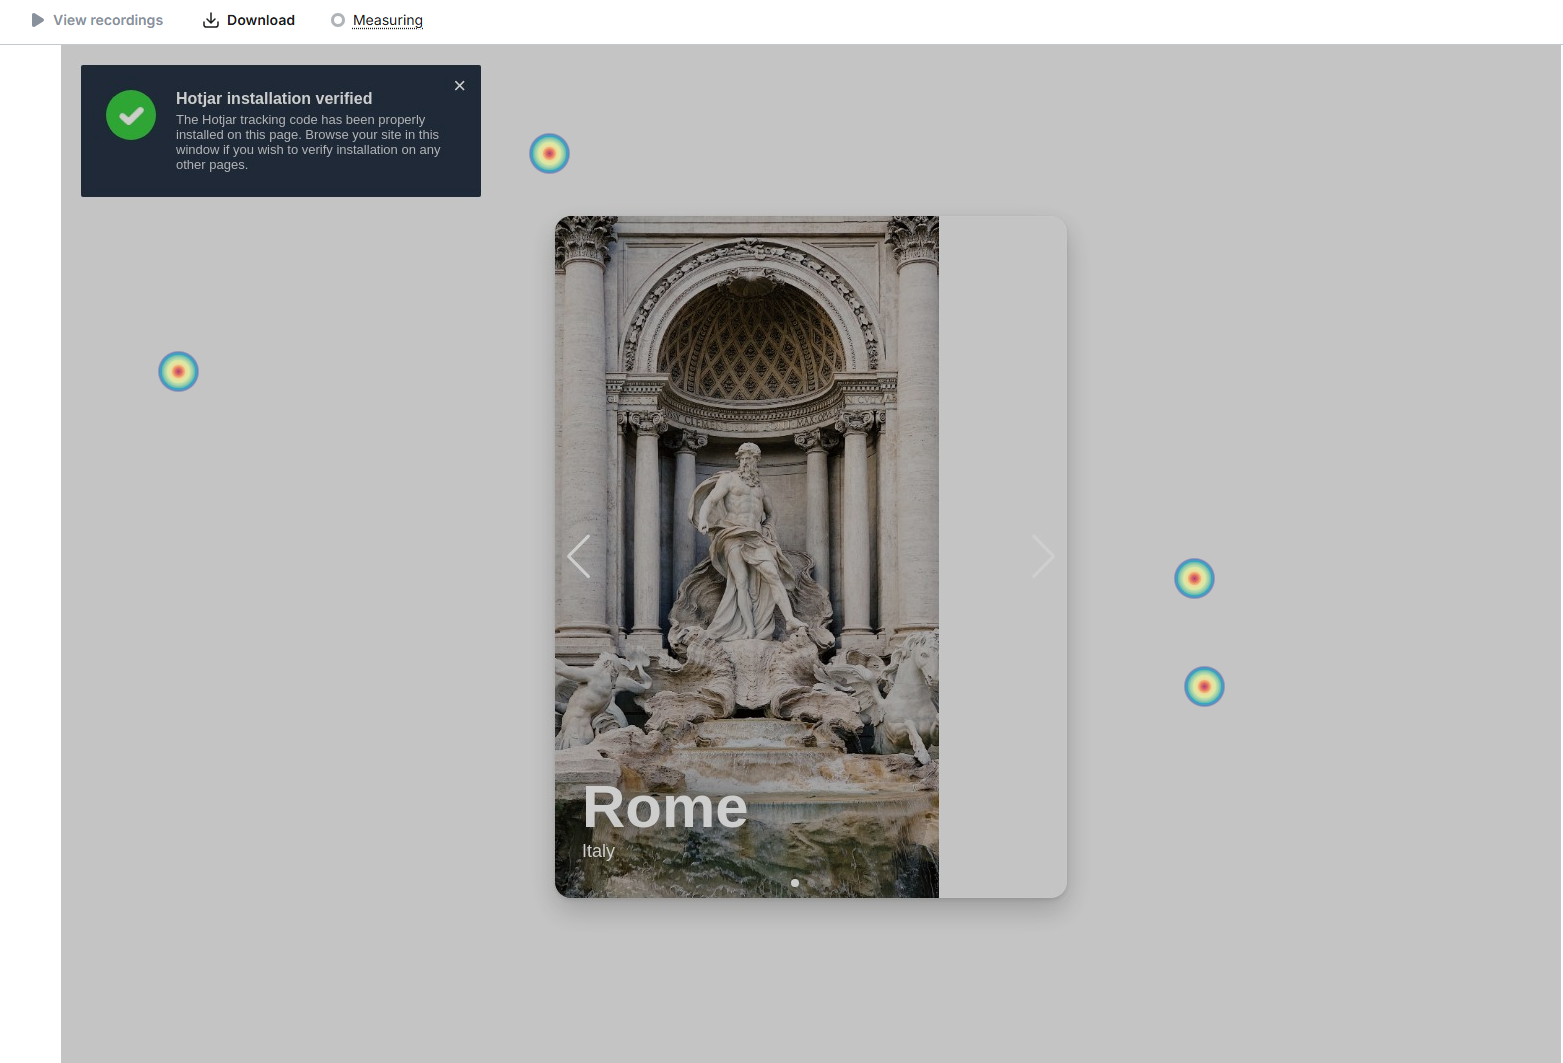 View recordings Download Measuring
Hotjar installation verified
The Hotjar tracking code has been properly
installed on this page. Browse your site in this
window if you wish to verify installation on any
other pages.
Rome
Italy